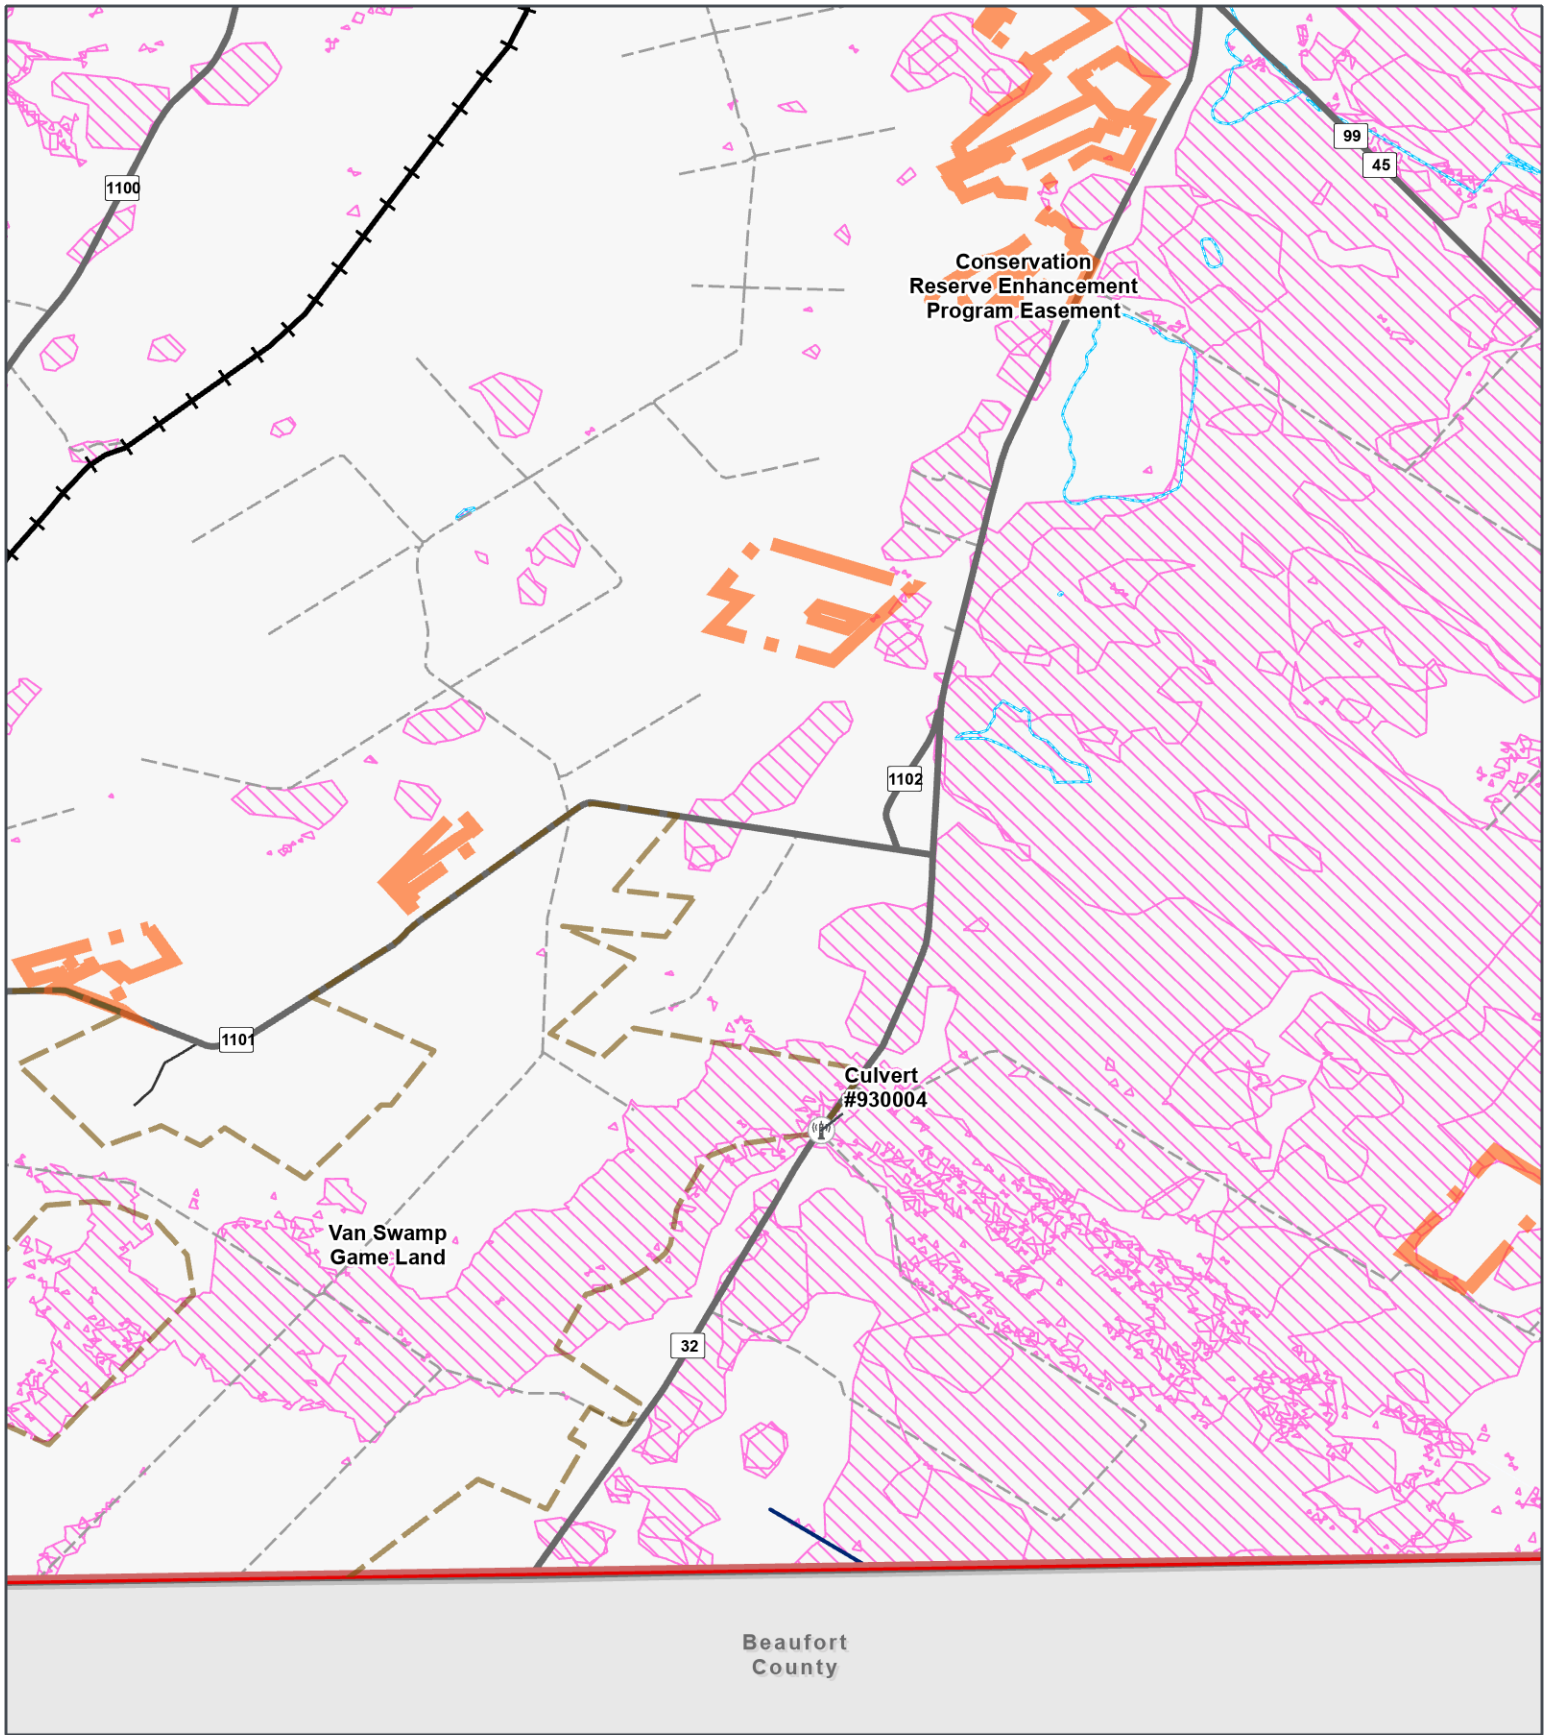 99
45
1100
Conservation
Reserve Enhancement
Program Easement
1102
1101
Culvert
#930004
Van Swamp
Game Land
32
Beaufort
County